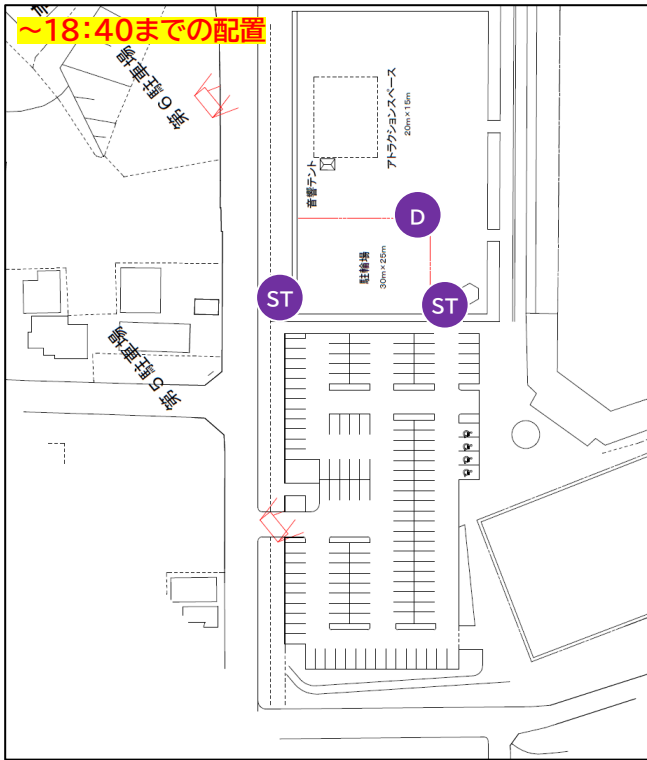 ～18：40までの配置
第６駐車場
アトラクションスペース
20m×15m
音響テント
D
駐輪場
30m×25m
ST
ST
第５駐車場